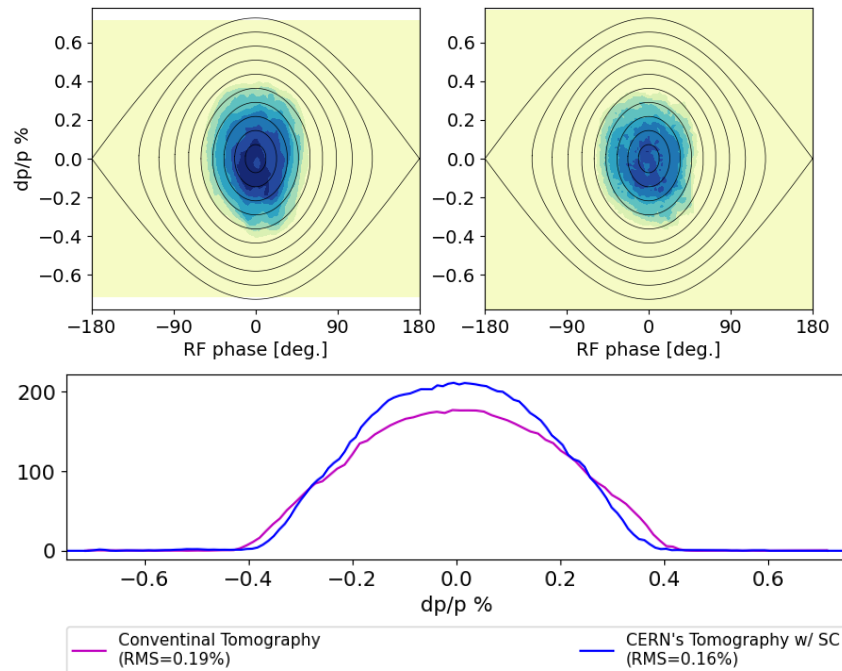 0.6
0.4
0.2
0.0
−0.2
−0.4
−0.6
dp/p %
−180 −90 0 90 180
RF phase [deg.]
0.6
0.4
0.2
0.0
−0.2
−0.4
−0.6
−180 −90 0 90 180
RF phase [deg.]
200
100
0
−0.6 −0.4 −0.2 0.0 0.2 0.4 0.6
dp/p %
Conventinal Tomography
(RMS=0.19%)
CERN's Tomography w/ SC
(RMS=0.16%)